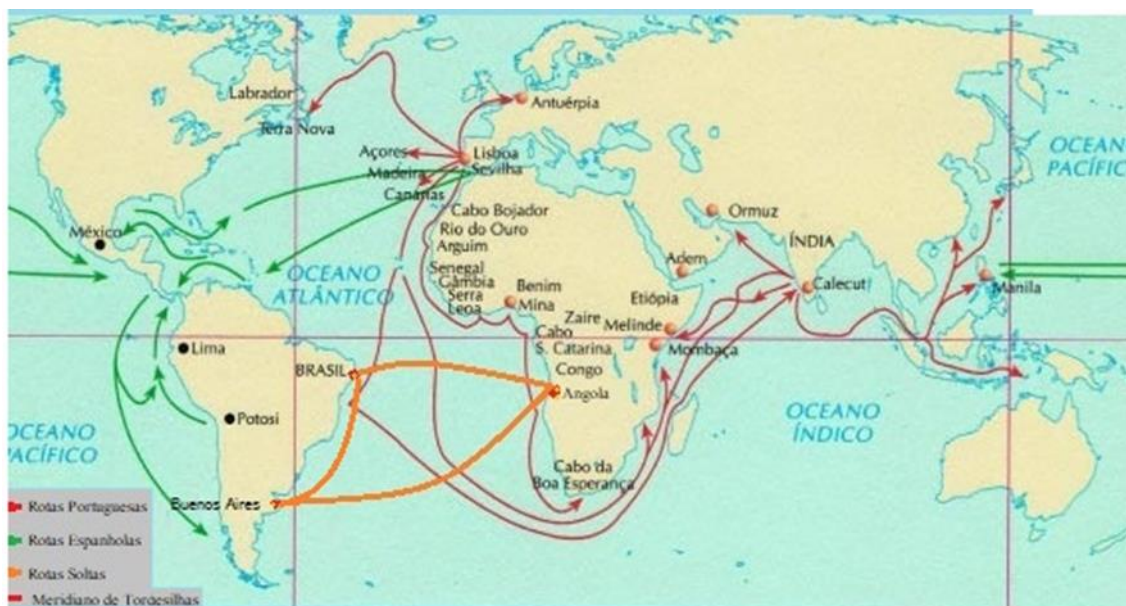 Labrador
Terra Nova
Antuérpia
Açores
Lisboa
Sevilha
Madeira
Canárias
OCEANO
PACÍFICO
México
Cabo Bojador
Rio do Ouro
Arguim
Senegal
Gâmbia
Serra
Leoa
Benim
Mina
OCEANO
ATLÂNTICO
Ormuz
ÍNDIA
Adem
Calecut
Manila
Etiópia
Zaire
Melinde
Cabo
S. Catarina
Mombaça
Congo
Angola
Lima
BRASIL
Potosi
OCEANO
PACÍFICO
OCEANO
ÍNDICO
Cabo da
Boa Esperança
Buenos Aires
Rotas Portuguesas
Rotas Espanholas
Rotas Soltas
Meridiano de Tordesilhas